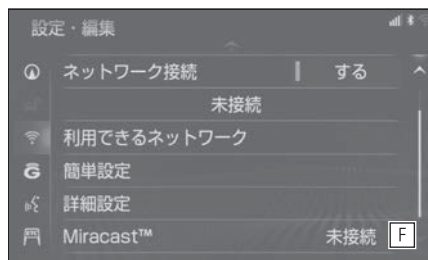 設定・編集
ネットワーク接続 する
未接続
利用できるネットワーク
簡単設定
詳細設定
Miracast™ 未接続 F